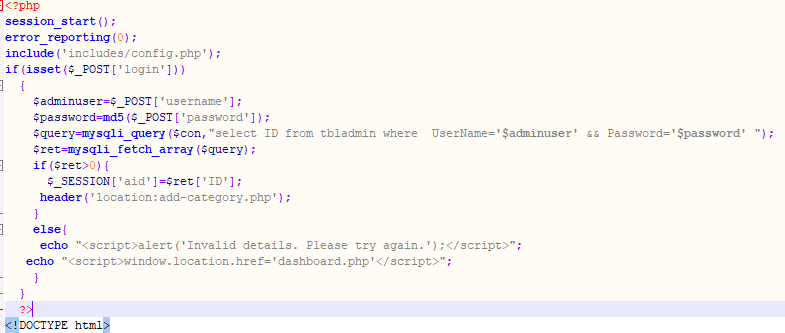 <?php
session_start();
error_reporting(0);
include('includes/config.php');
if(isset($_POST['login']))
  {
    $adminuser=$_POST['username'];
    $password=md5($_POST['password']);
    $query=mysqli_query($con,"select ID from tbladmin where  UserName='$adminuser' && Password='$password' ");
    $ret=mysqli_fetch_array($query);
    if($ret>0){
      $_SESSION['aid']=$ret['ID'];
     header('location:add-category.php');
    }
    else{
     echo "<script>alert('Invalid details. Please try again.');</script>";
   echo "<script>window.location.href='dashboard.php'</script>";
    }
  }
  ?>
<!DOCTYPE html>